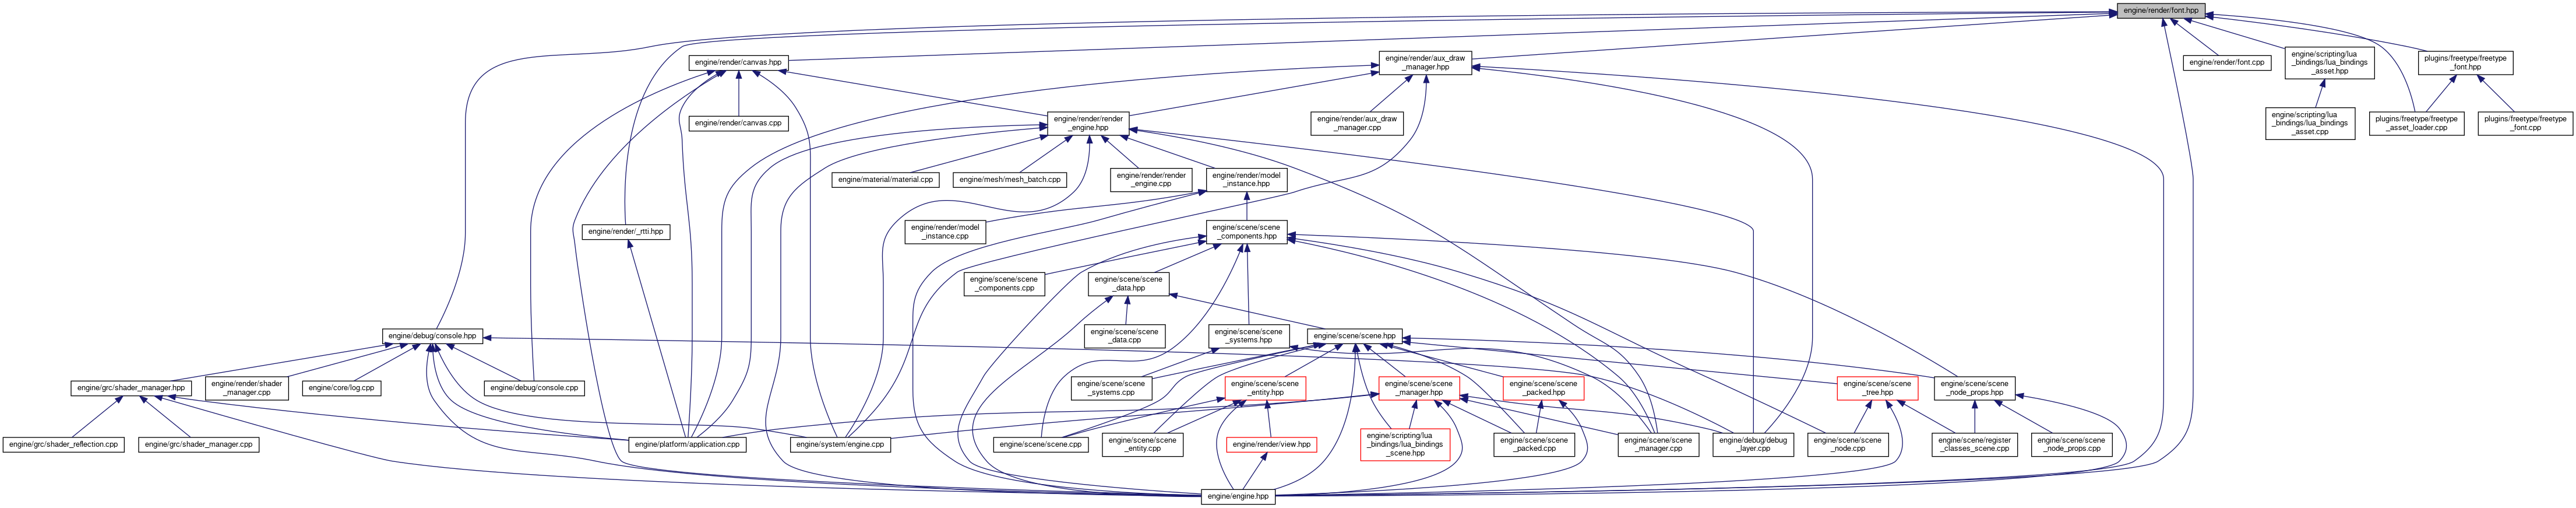 engine/render/font.hpp
engine/render/canvas.hpp
engine/render/aux_draw
_manager.hpp
engine/render/font.cpp
engine/scripting/lua
_bindings/lua_bindings
_asset.hpp
plugins/freetype/freetype
_font.hpp
engine/render/canvas.cpp
engine/render/render
_engine.hpp
engine/render/aux_draw
_manager.cpp
engine/scripting/lua
_bindings/lua_bindings
_asset.cpp
plugins/freetype/freetype
_asset_loader.cpp
plugins/freetype/freetype
_font.cpp
engine/material/material.cpp
engine/mesh/mesh_batch.cpp
engine/render/render
_engine.cpp
engine/render/model
_instance.hpp
engine/render/_rtti.hpp
engine/render/model
_instance.cpp
engine/scene/scene
_components.hpp
engine/scene/scene
_components.cpp
engine/scene/scene
_data.hpp
engine/debug/console.hpp
engine/scene/scene
_data.cpp
engine/scene/scene
_systems.hpp
engine/scene/scene.hpp
engine/grc/shader_manager.hpp
engine/render/shader
_manager.cpp
engine/core/log.cpp
engine/debug/console.cpp
engine/scene/scene
_systems.cpp
engine/scene/scene
_entity.hpp
engine/scene/scene
_manager.hpp
engine/scene/scene
_packed.hpp
engine/scene/scene
_tree.hpp
engine/scene/scene
_node_props.hpp
engine/grc/shader_reflection.cpp
engine/grc/shader_manager.cpp
engine/platform/application.cpp
engine/system/engine.cpp
engine/scene/scene.cpp
engine/scene/scene
_entity.cpp
engine/render/view.hpp
engine/scripting/lua
_bindings/lua_bindings
_scene.hpp
engine/scene/scene
_packed.cpp
engine/scene/scene
_manager.cpp
engine/debug/debug
_layer.cpp
engine/scene/scene
_node.cpp
engine/scene/register
_classes_scene.cpp
engine/scene/scene
_node_props.cpp
engine/engine.hpp